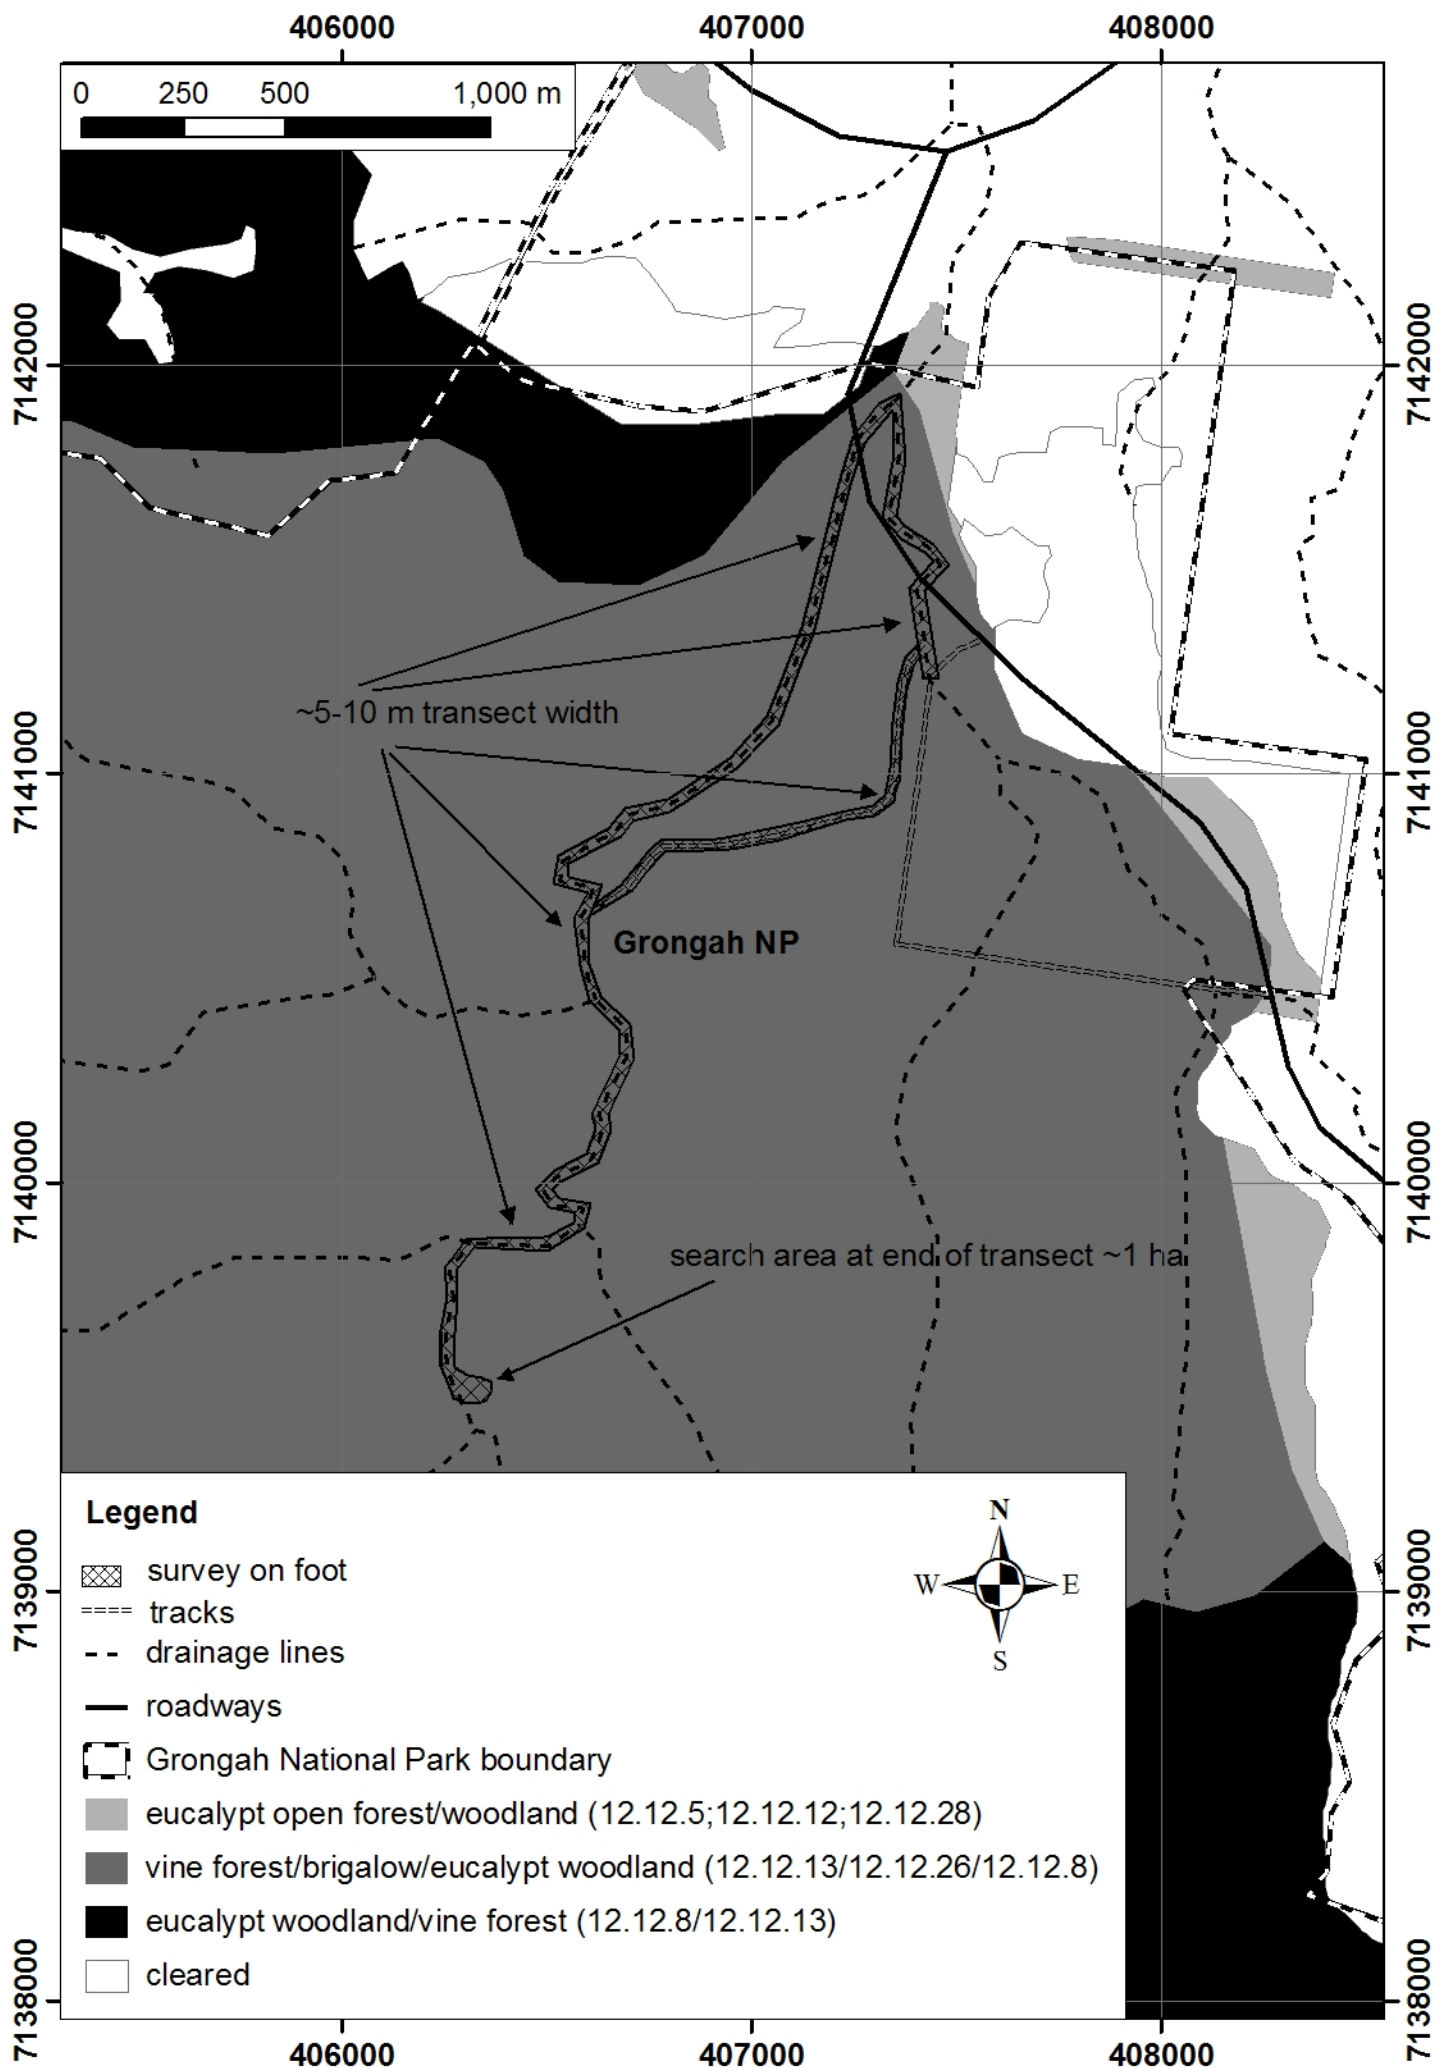 406000 407000 408000
0 250 500 1,000 m
7142000 7142000
~5-10 m transect width
7141000 7141000
Grongah NP
7140000 7140000
search area at end of transect ~1 ha
Legend
N
survey on foot
W E
tracks
7139000 7139000
drainage lines
S
roadways
Grongah National Park boundary
eucalypt open forest/woodland (12.12.5;12.12.12;12.12.28)
vine forest/brigalow/eucalypt woodland (12.12.13/12.12.26/12.12.8)
eucalypt woodland/vine forest (12.12.8/12.12.13)
cleared
7138000 7138000
406000 407000 408000